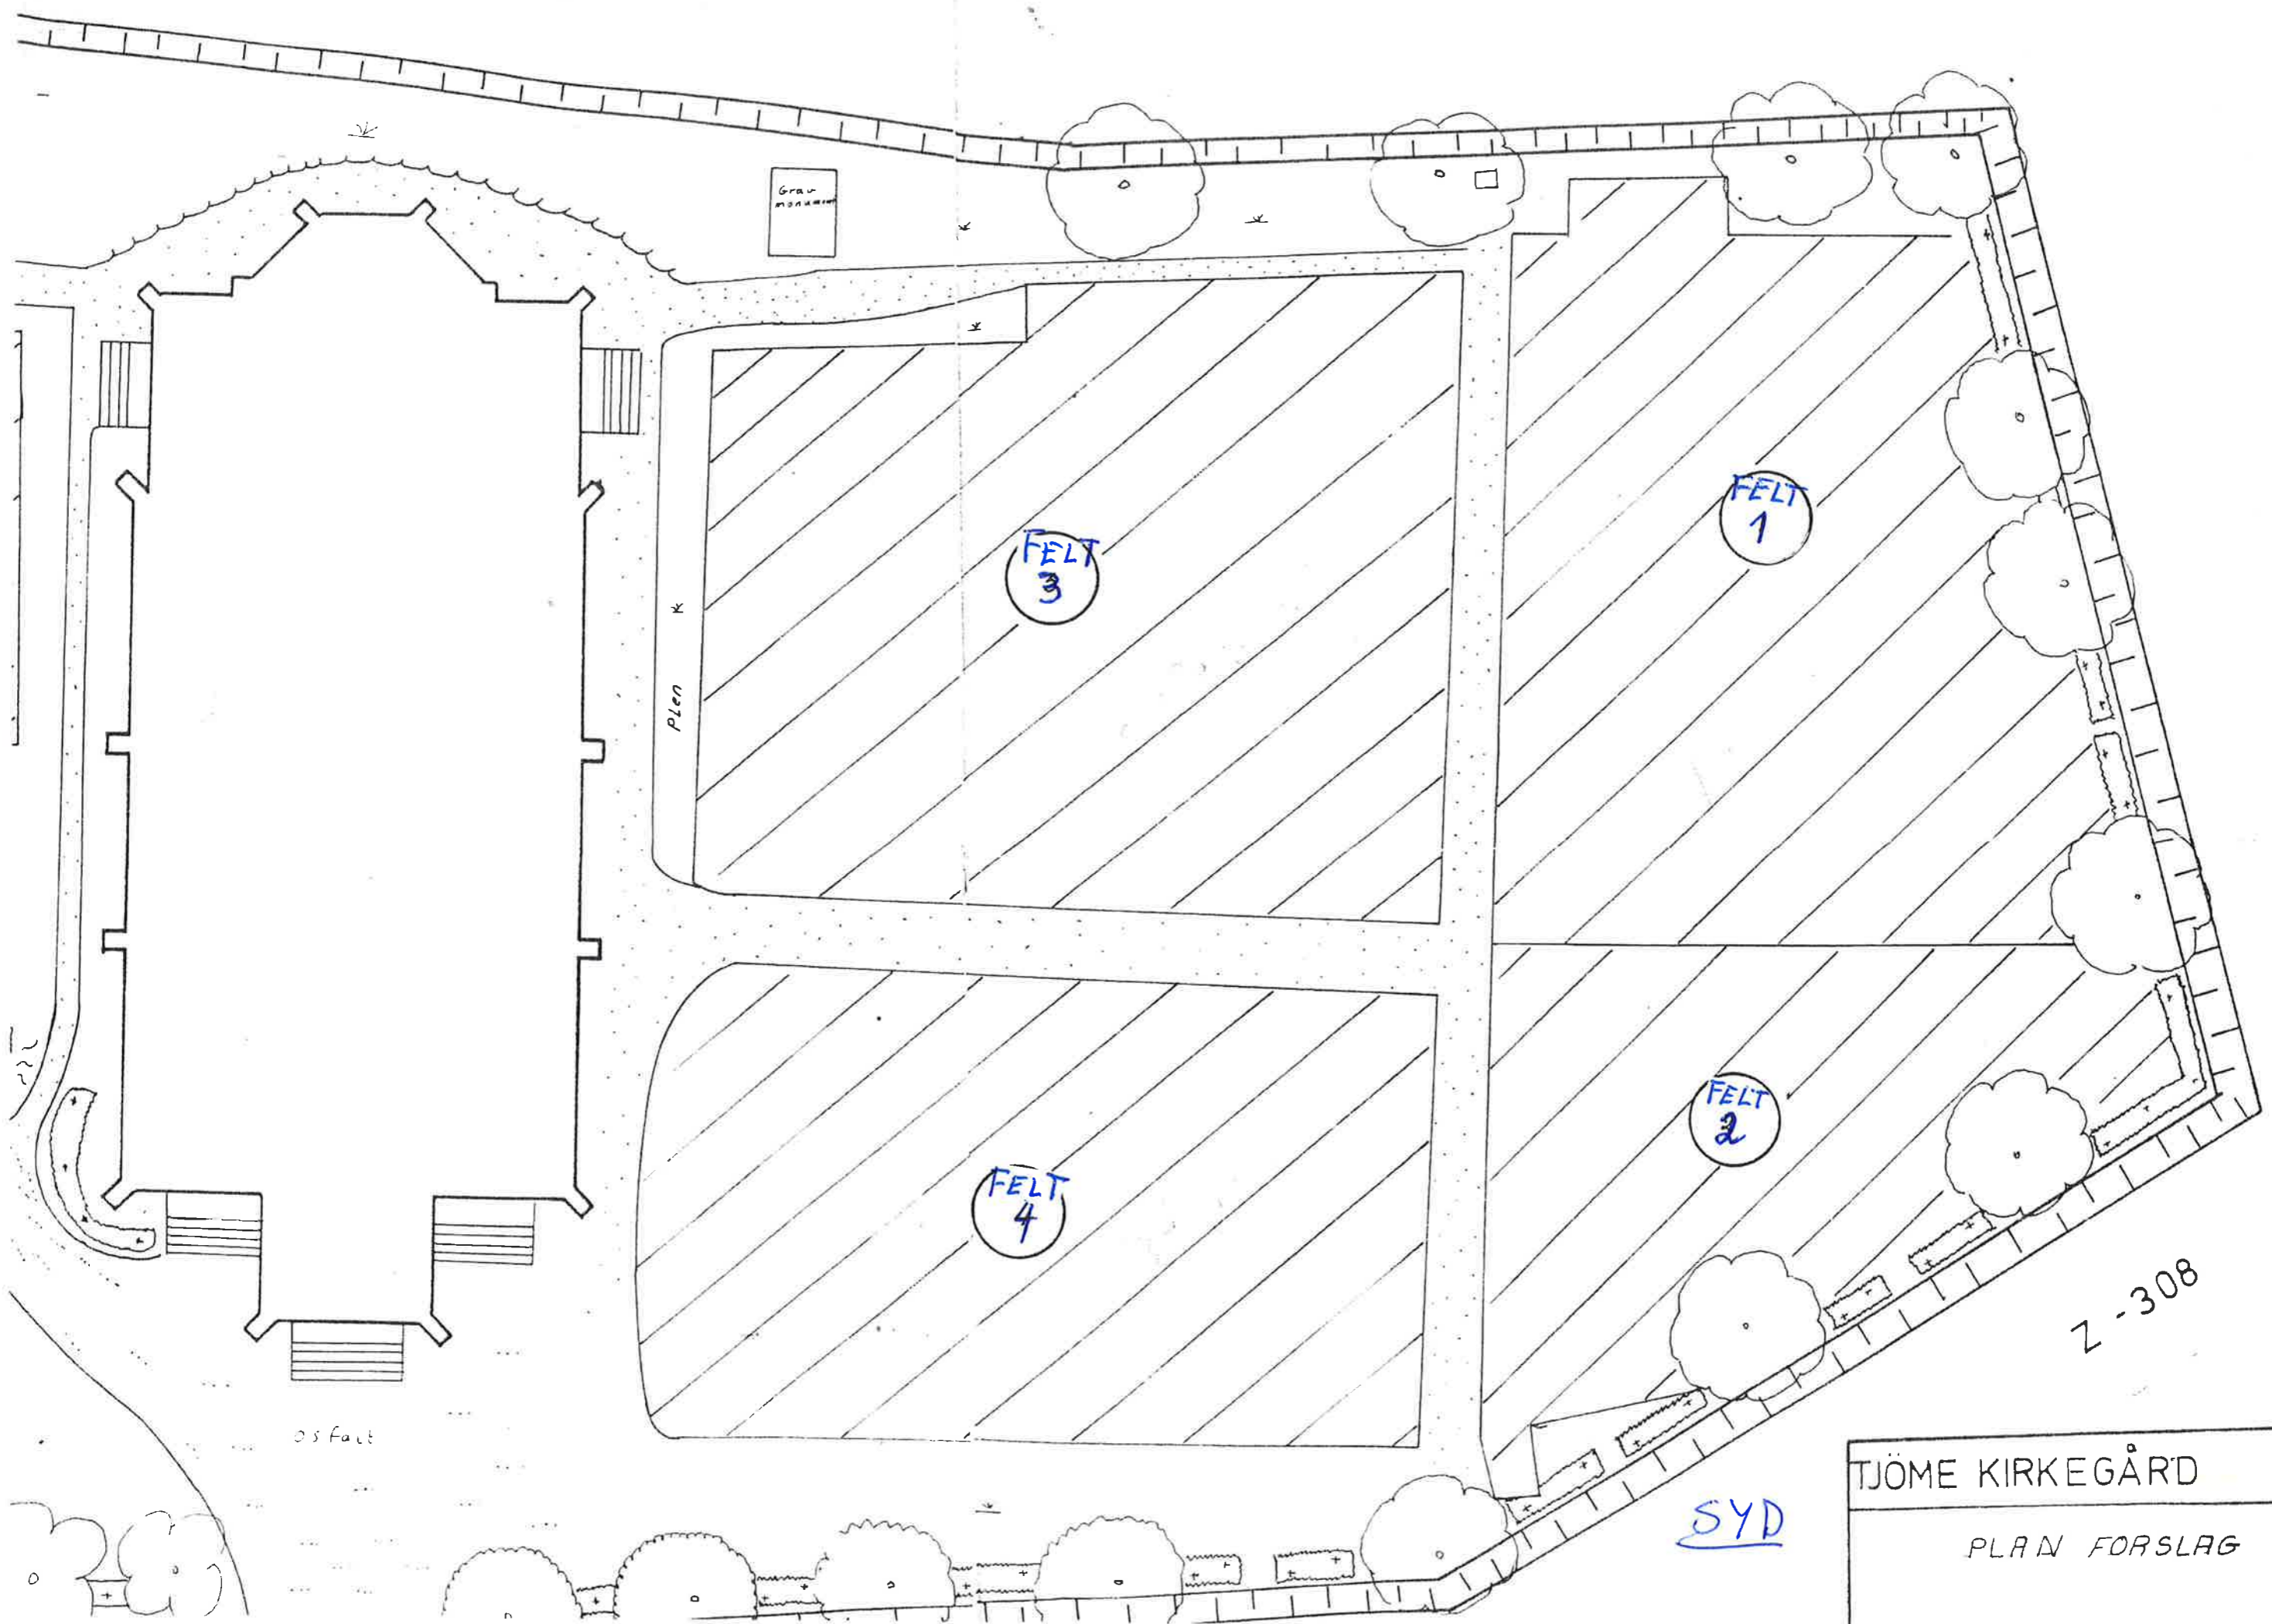 Grav
monument
FELT
1
FELT
3
Plen
FELT
2
FELT
4
Z-308
asfalt
SYD
TJÖME KIRKEGÅRD
PLAN FORSLAG